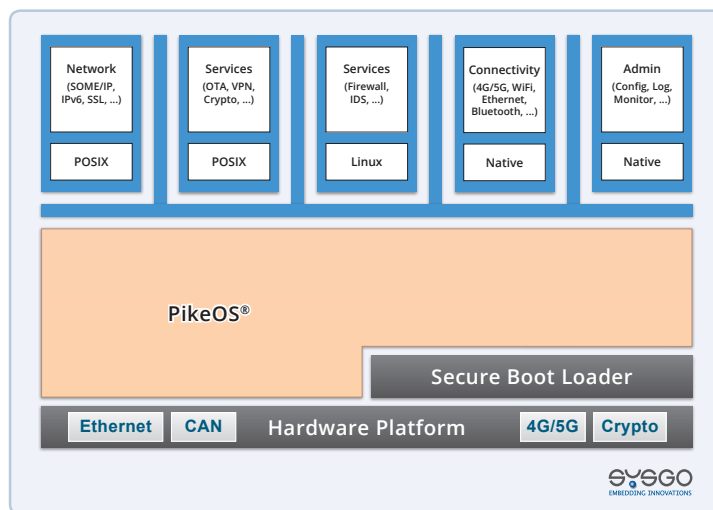 Network
(SOME/IP,
IPv6, SSL, ...)
POSIX
Services
(OTA, VPN,
Crypto, ...)
POSIX
Services
(Firewall,
IDS, ...)
Linux
Connectivity
(4G/5G, WiFi,
Ethernet,
Bluetooth, ...)
Native
Admin
(Config, Log,
Monitor, ...)
Native
PikeOS®
Secure Boot Loader
Ethernet
CAN
Hardware Platform
4G/5G
Crypto
SYSGO
EMBEDDING INNOVATIONS